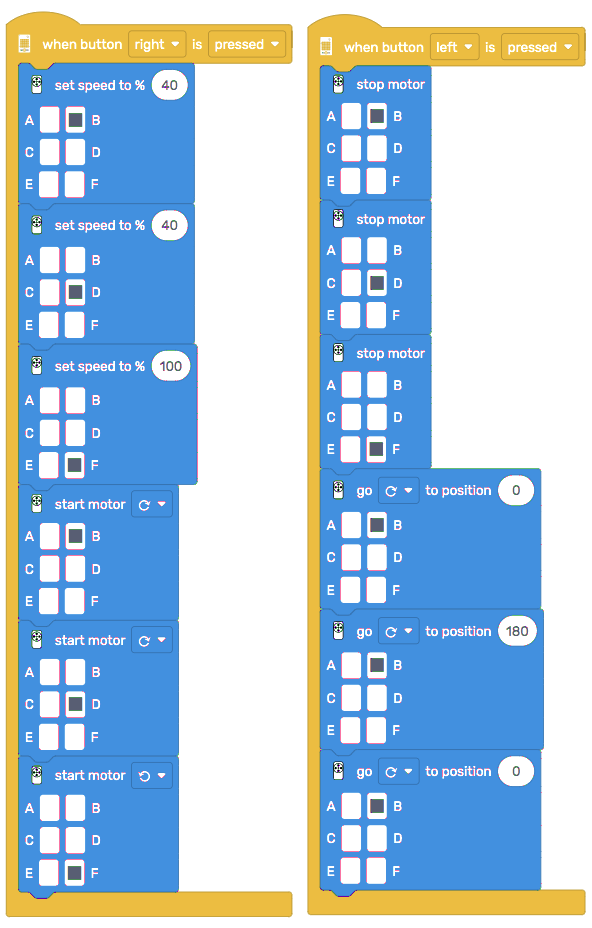 when button right is pressed
set speed to % 40
A B
C D
E F
set speed to % 40
A B
C D
E F
set speed to % 100
A B
C D
E F
start motor
A B
C D
E F
start motor
A B
C D
E F
start motor
A B
C D
E F
when button left is pressed
stop motor
A B
C D
E F
stop motor
A B
C D
E F
stop motor
A B
C D
E F
go to position 0
A B
C D
E F
go to position 180
A B
C D
E F
go to position 0
A B
C D
E F